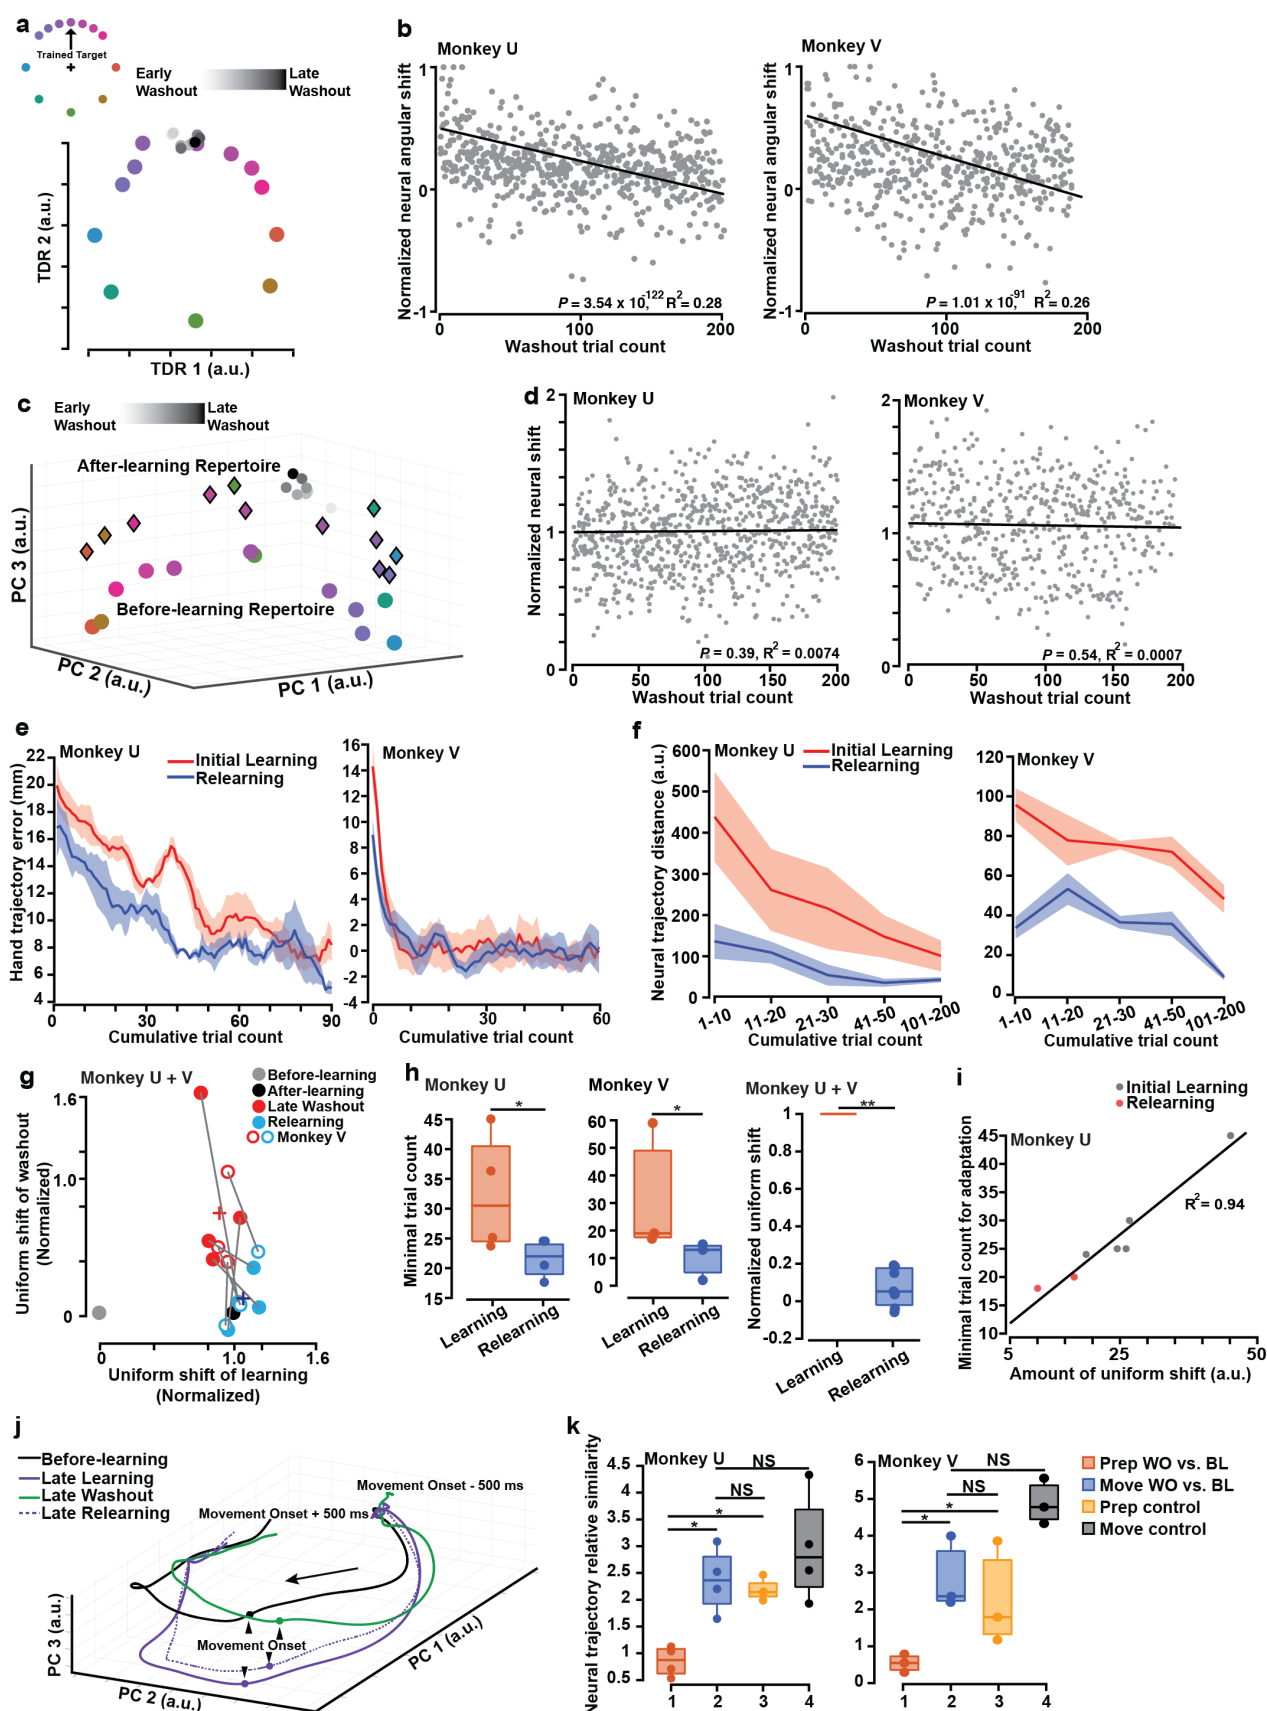 a
Trained Target
Early
Washout
Late
Washout
TDR 2 (a.u.)
TDR 1 (a.u.)
b
Monkey U
Normalized neural angular shift
1
0
-1
P = 3.54 x 10-122, R2= 0.28
0
100
200
Washout trial count
Monkey V
Normalized neural angular shift
1
0
-1
P = 1.01 x 10-91, R2= 0.26
0
100
200
Washout trial count
c
Early
Washout
Late
Washout
After-learning Repertoire
Before-learning Repertoire
PC 3 (a.u.)
PC 2 (a.u.)
PC 1 (a.u.)
d
Monkey U
Normalized neural shift
2
1
0
P = 0.39, R2 = 0.0074
0 50 100 150 200
Washout trial count
Monkey V
2
1
0
P = 0.54, R2 = 0.0007
0 50 100 150 200
Washout trial count
e
Monkey U
Initial Learning
Relearning
Hand trajectory error (mm)
22
20
18
16
14
12
10
8
6
4
0 30 60 90
Cumulative trial count
Monkey V
16
14
12
10
8
6
4
2
0
-2
-4
0 30 60
Cumulative trial count
f
Monkey U
Initial Learning
Relearning
Neural trajectory distance (a.u.)
600
500
400
300
200
100
0
1-10 11-20 21-30 41-50 101-200
Cumulative trial count
Monkey V
120
100
80
60
40
20
0
1-10 11-20 21-30 41-50 101-200
Cumulative trial count
g
Monkey U + V
Before-learning
After-learning
Late Washout
Relearning
Monkey V
Uniform shift of washout
(Normalized)
1.6
1.0
0
0 1.0 1.6
Uniform shift of learning
(Normalized)
h
Monkey U
Minimal trial count
45
40
35
30
25
20
15
*
Learning
Relearning
Monkey V
60
50
40
30
20
10
0
*
Learning
Relearning
Monkey U + V
Normalized uniform shift
1
0.8
0.6
0.4
0.2
0
-0.2
**
Learning
Relearning
i
Initial Learning
Relearning
Monkey U
Minimal trial count for adaptation
45
40
35
30
25
20
15
10
R2= 0.94
5 25 50
Amount of uniform shift (a.u.)
j
Before-learning
Late Learning
Late Washout
Late Relearning
Movement Onset - 500 ms
Movement Onset + 500 ms
Movement Onset
PC 3 (a.u.)
PC 2 (a.u.)
PC 1 (a.u.)
k
Monkey U
Neural trajectory relative similarity
4.5
4
3.5
3
2.5
2
1.5
1
0.5
NS
NS
*
*
1 2 3 4
Monkey V
6
5
4
3
2
1
0
NS
NS
*
*
1 2 3 4
Prep WO vs. BL
Move WO vs. BL
Prep control
Move control